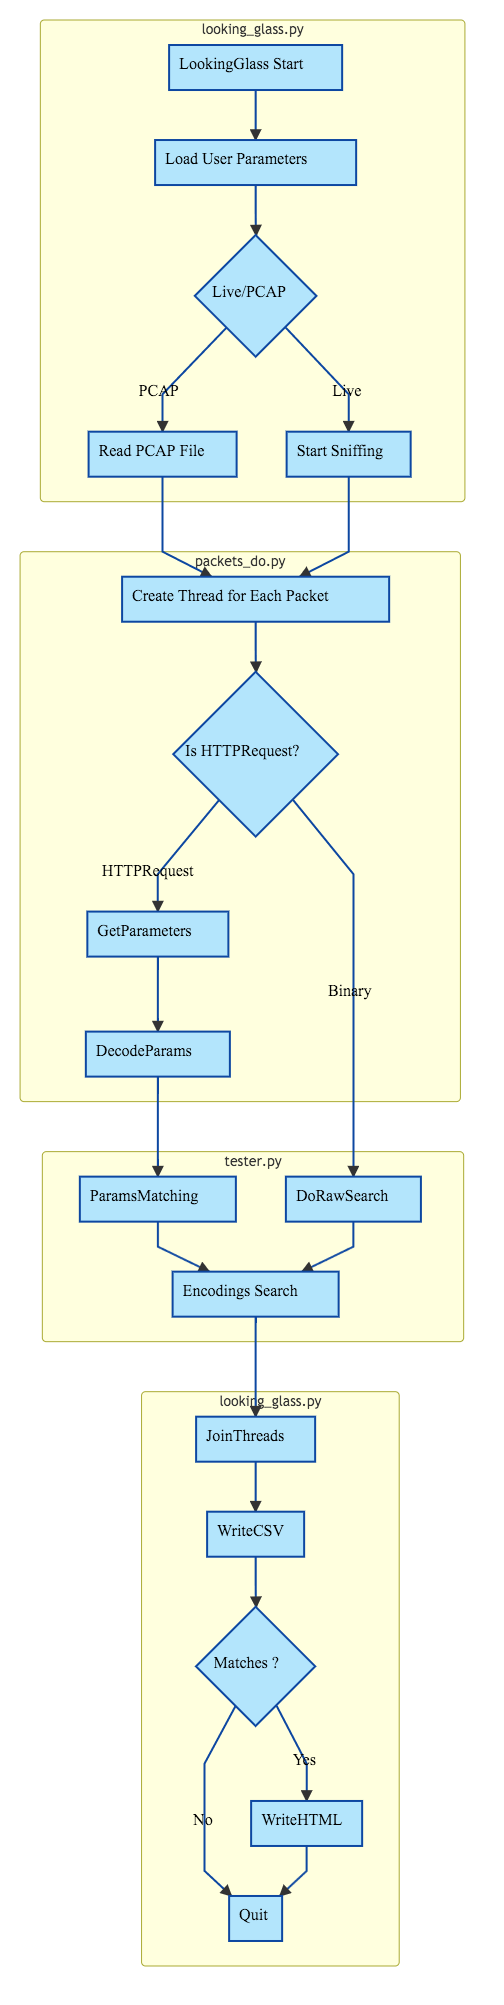 looking_glass.py
LookingGlass Start
Load User Parameters
Live/PCAP
PCAP
Live
Read PCAP File
Start Sniffing
packets_do.py
Create Thread for Each Packet
Is HTTPRequest?
HTTPRequest
GetParameters
Binary
DecodeParams
tester.py
ParamsMatching
DoRawSearch
Encodings Search
looking_glass.py
JoinThreads
WriteCSV
Matches ?
Yes
No
WriteHTML
Quit